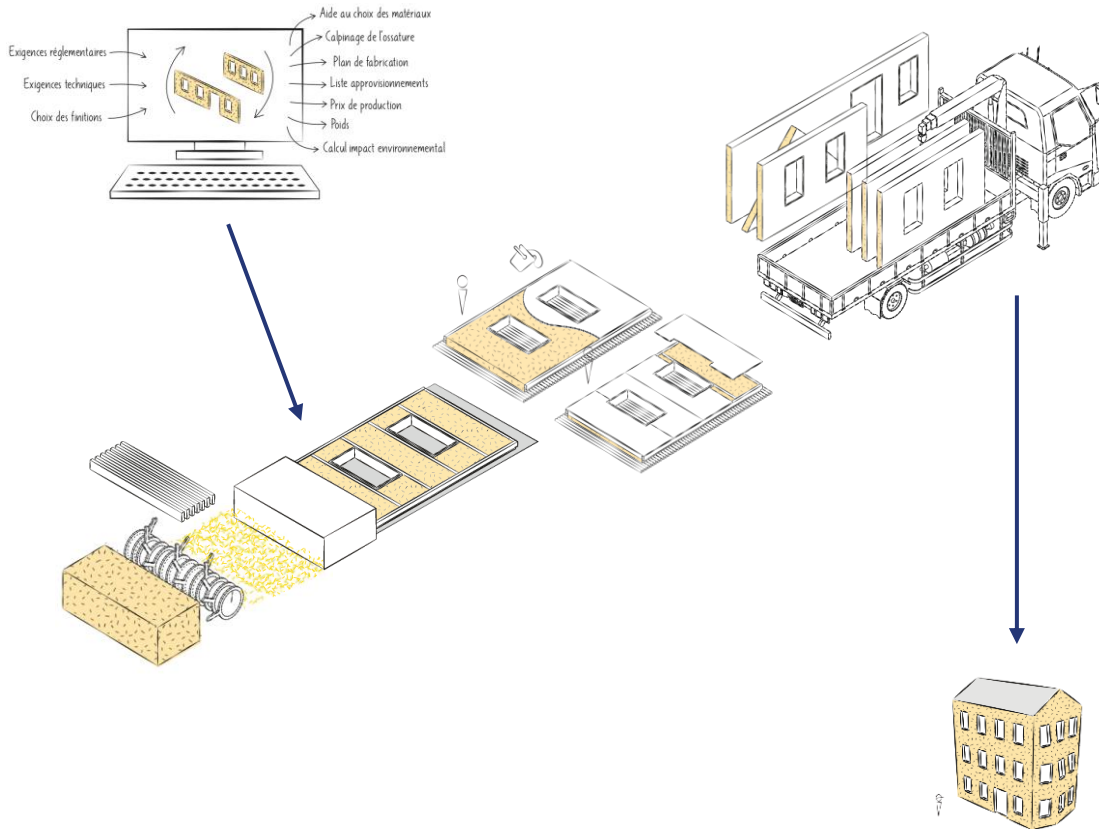 Exigences réglementaires
Exigences techniques
Choix des finitions
Aide au choix des matériaux
Calpinage de l'ossature
Plan de fabrication
Liste approvisionnements
Prix de production
Poids
Calcul impact environnemental